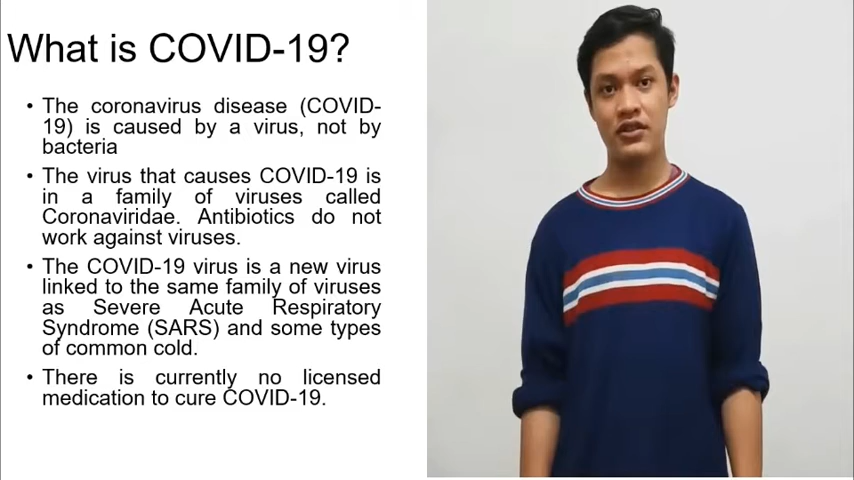 What is COVID-19?
• The coronavirus disease (COVID-
19) is caused by a virus, not by
bacteria
• The virus that causes COVID-19 is
in a family of viruses called
Coronaviridae. Antibiotics do not
work against viruses.
• The COVID-19 virus is a new virus
linked to the same family of viruses
as Severe Acute Respiratory
Syndrome (SARS) and some types
of common cold.
• There is currently no licensed
medication to cure COVID-19.